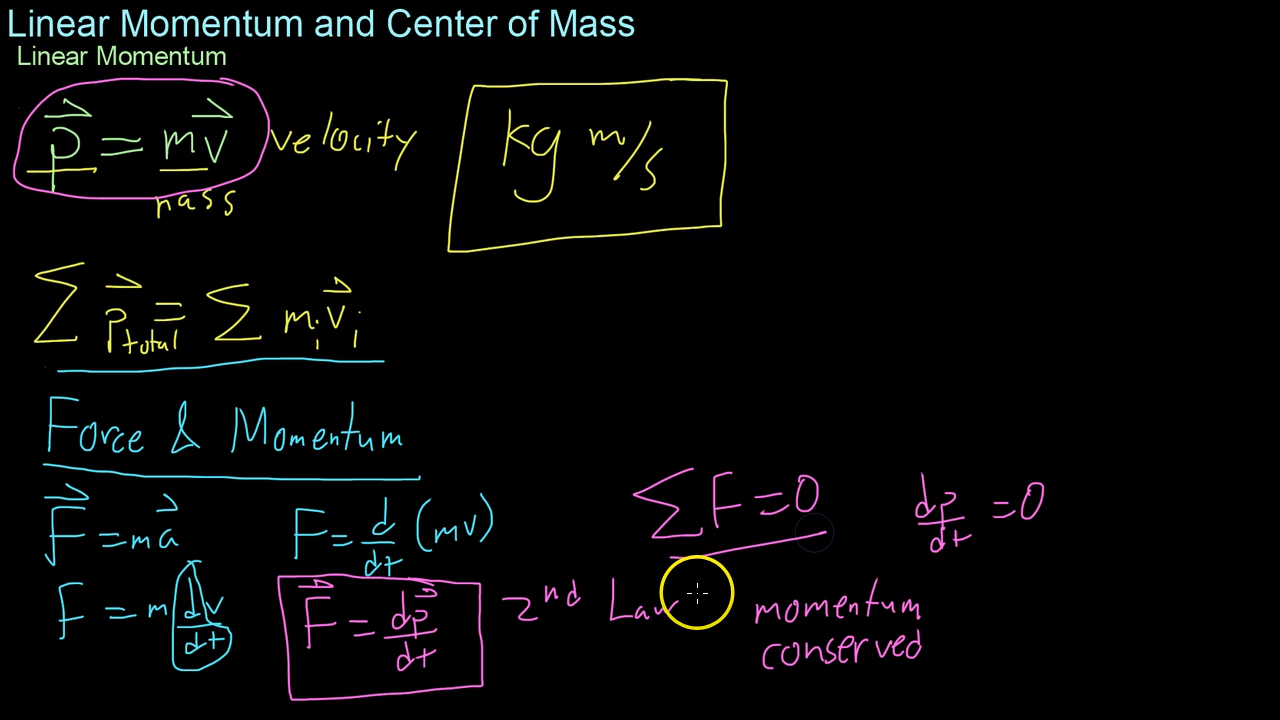 Linear Momentum and Center of Mass
Linear Momentum
p⃗ = mv⃗ velocity
mass
kg m/s
∑ p⃗total = ∑ mᵢv⃗ᵢ
Force & Momentum
F⃗ = ma⃗
F = d/dt (mv)
∑F = 0
dp/dt = 0
F = m dv/dt
F⃗ = dp⃗/dt
2nd Law
momentum
conserved